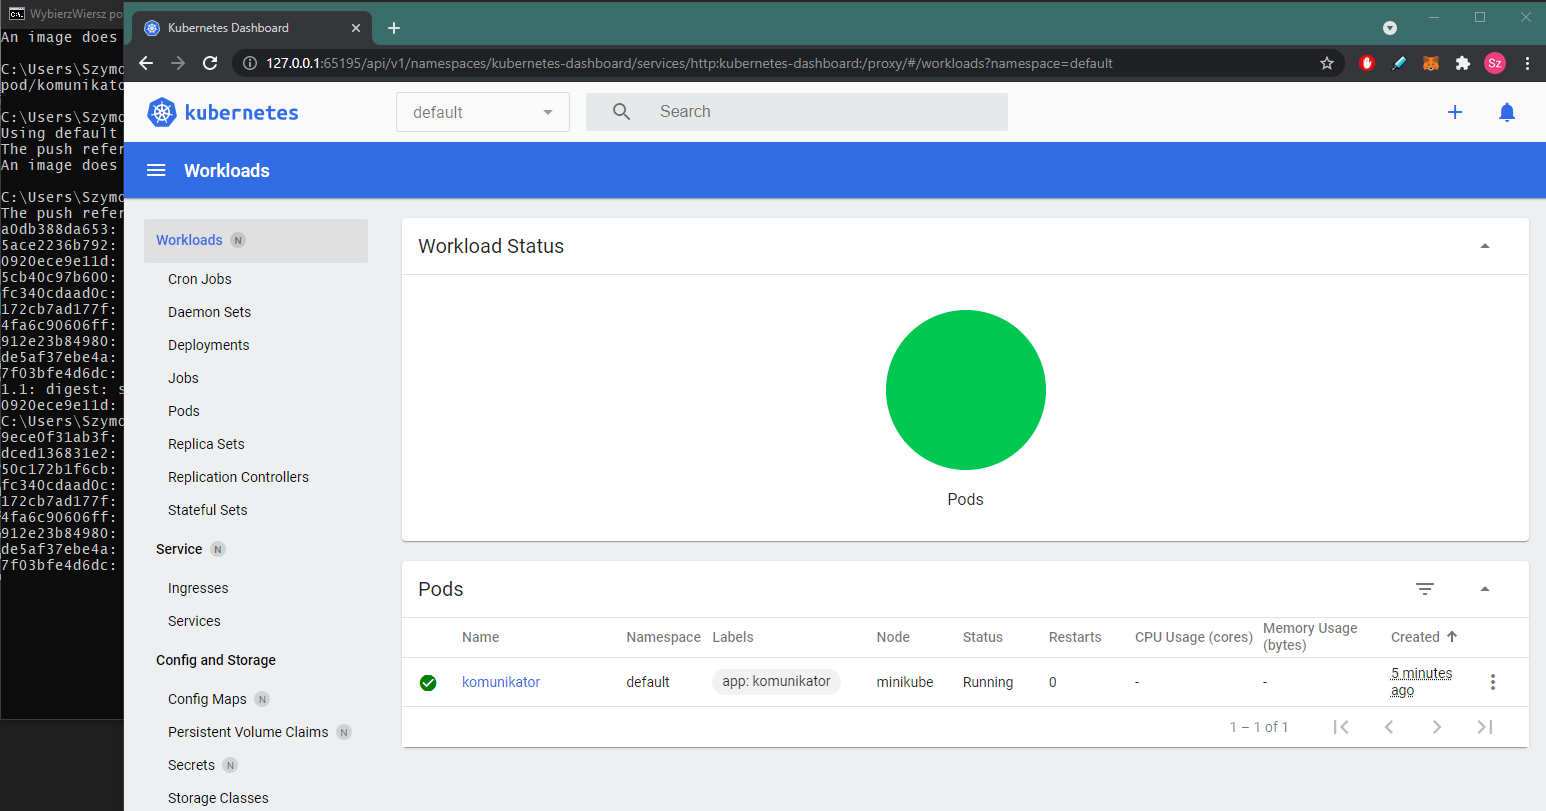 WybierzWiersz po
An image does
C:\Users\Szymo
pod/komunikato
C:\Users\Szymo
Using default
The push refer
An image does
C:\Users\Szymo
The push refer
a0db388da653:
5ace2236b792:
0920ece9e11d:
5cb40c97b600:
fc340cdaad0c:
172cb7ad177f:
4fa6c90606ff:
912e23b84980:
de5af37ebe4a:
7f03bfe4d6dc:
1.1: digest: s
0920ece9e11d:
C:\Users\Szymo
9ece0f31ab3f:
dced136831e2:
50c172b1f6cb:
fc340cdaad0c:
172cb7ad177f:
4fa6c90606ff:
912e23b84980:
de5af37ebe4a:
7f03bfe4d6dc:
Kubernetes Dashboard
127.0.0.1:65195/api/v1/namespaces/kubernetes-dashboard/services/http:kubernetes-dashboard:/proxy/#/workloads?namespace=default
Sz
kubernetes
default
Search
Workloads
Workloads N
Cron Jobs
Daemon Sets
Deployments
Jobs
Pods
Replica Sets
Replication Controllers
Stateful Sets
Service N
Ingresses
Services
Config and Storage
Config Maps N
Persistent Volume Claims N
Secrets N
Storage Classes
Workload Status
Pods
Pods
Name Namespace Labels Node Status Restarts CPU Usage (cores) Memory Usage (bytes) Created
komunikator default app: komunikator minikube Running 0 - - 5 minutes ago
1 – 1 of 1